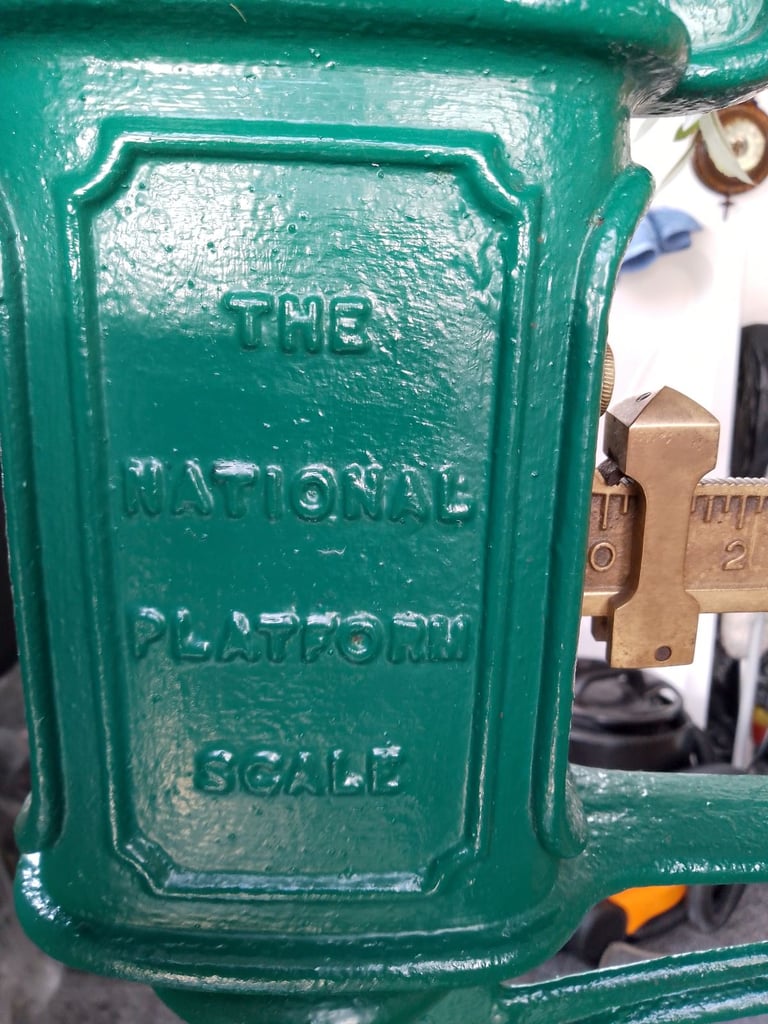 THE
NATIONAL
PLATFORM
SCALE
0 2